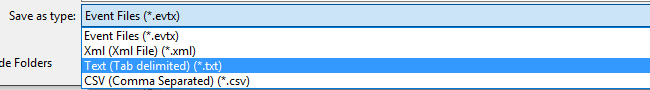 Save as type: Event Files (*.evtx)
Event Files (*.evtx)
Xml (Xml File) (*.xml)
de Folders Text (Tab delimited) (*.txt)
CSV (Comma Separated) (*.csv)